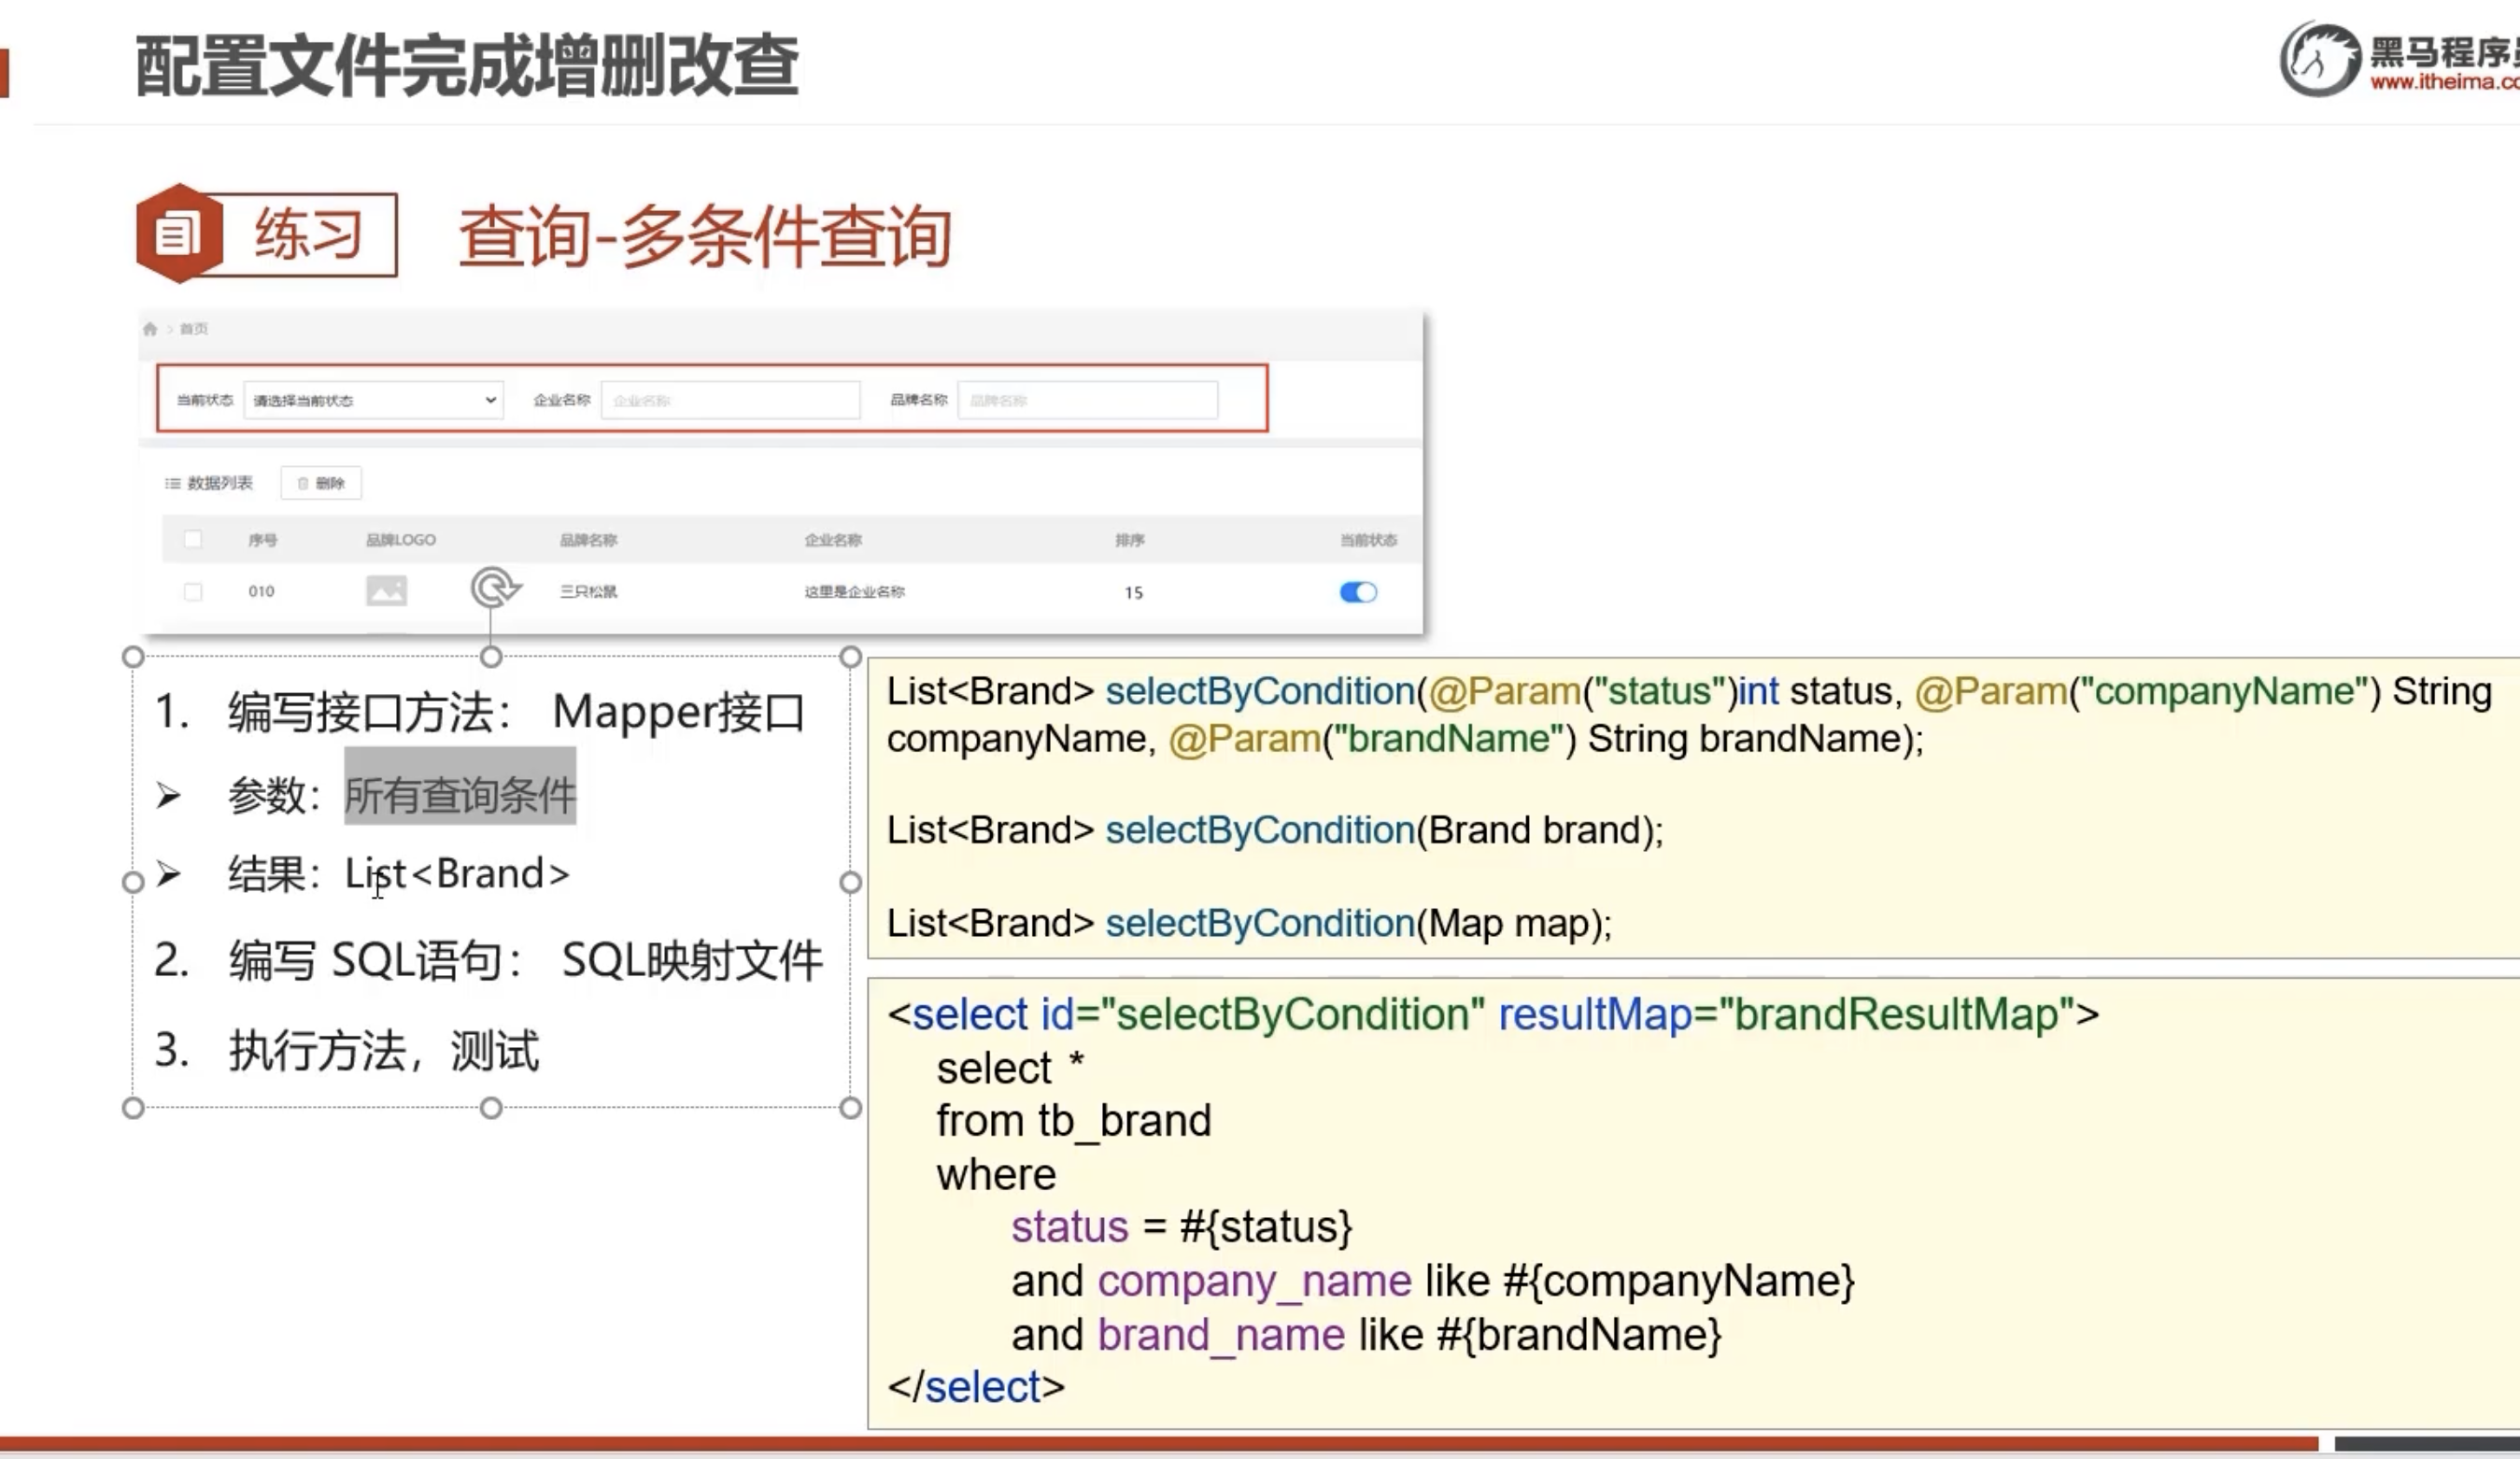 配置文件完成增删改查
黑马程序员
www.itheima.co
练习
查询-多条件查询
> 首页
当前状态 请选择当前状态 企业名称 企业名称 品牌名称 品牌名称
数据列表 删除
序号 品牌LOGO 品牌名称 企业名称 排序 当前状态
010 三只松鼠 这里是企业名称 15
1. 编写接口方法： Mapper接口
➢ 参数：所有查询条件
➢ 结果：List<Brand>
2. 编写 SQL语句： SQL映射文件
3. 执行方法，测试
List<Brand> selectByCondition(@Param("status")int status, @Param("companyName") String
companyName, @Param("brandName") String brandName);
List<Brand> selectByCondition(Brand brand);
List<Brand> selectByCondition(Map map);
<select id="selectByCondition" resultMap="brandResultMap">
select *
from tb_brand
where
status = #{status}
and company_name like #{companyName}
and brand_name like #{brandName}
</select>